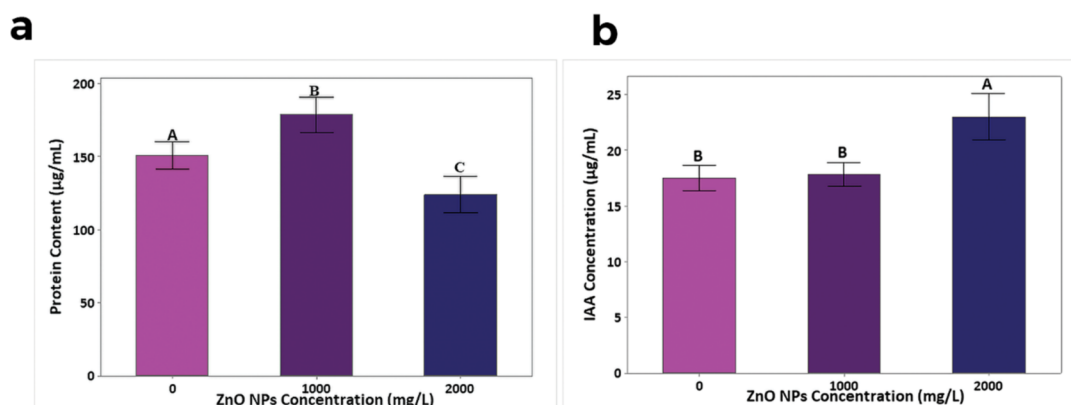 a
Protein Content (µg/mL)
200
150
100
50
0
A
B
C
0 1000 2000
ZnO NPs Concentration (mg/L)
b
IAA Concentration (µg/mL)
25
20
15
10
5
0
B
B
A
0 1000 2000
ZnO NPs Concentration (mg/L)